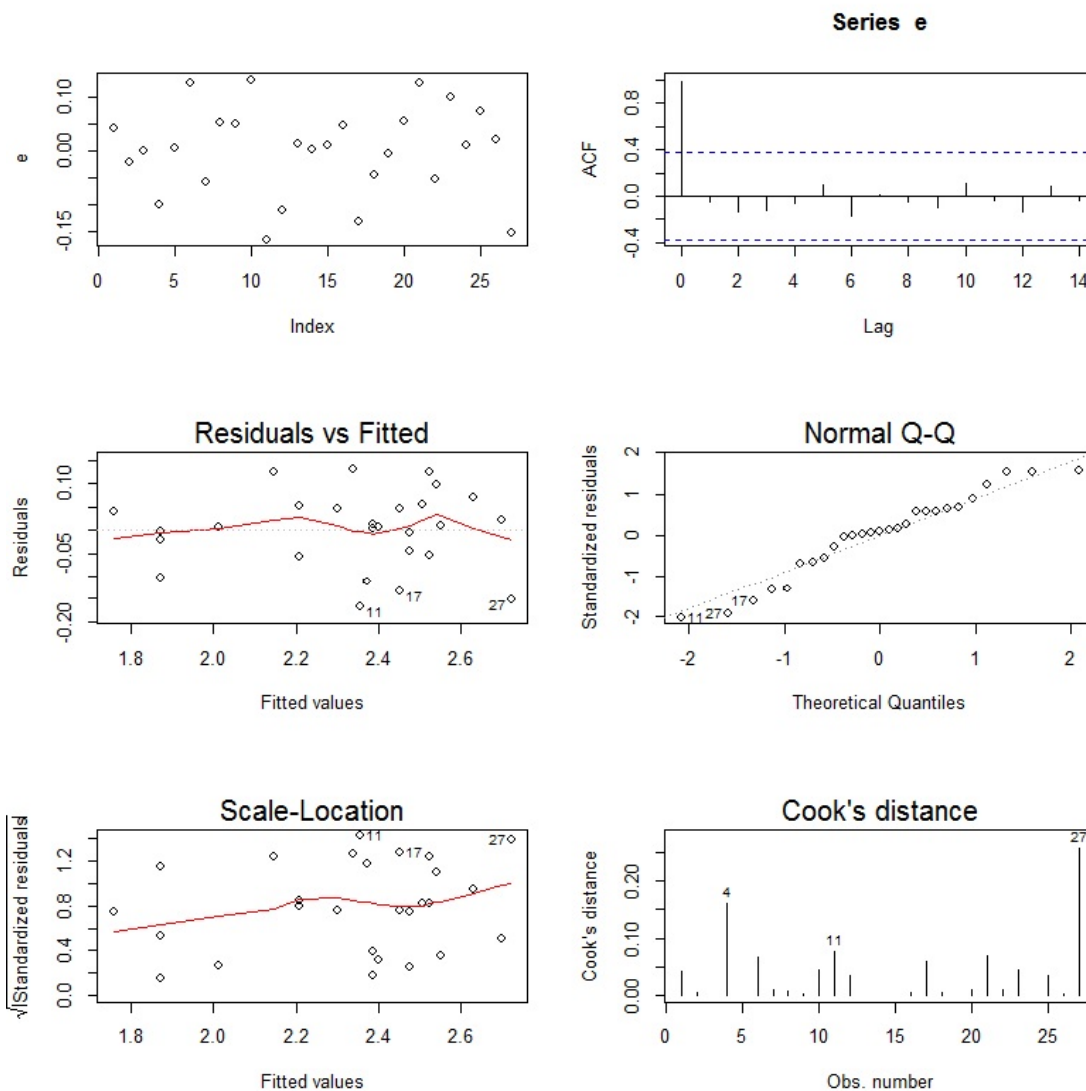 Series e
e
0.10
0.00
-0.15
0 5 10 15 20 25
Index
ACF
0.8
0.4
0.0
-0.4
0 2 4 6 8 10 12 14
Lag
Residuals vs Fitted
Residuals
0.10
-0.05
-0.20
11
17
27
1.8 2.0 2.2 2.4 2.6
Fitted values
Normal Q-Q
Standardized residuals
2
1
0
-1
-2
11
27
17
-2 -1 0 1 2
Theoretical Quantiles
Scale-Location
√|Standardized residuals|
1.2
0.8
0.4
0.0
11
17
27
1.8 2.0 2.2 2.4 2.6
Fitted values
Cook's distance
Cook's distance
0.20
0.10
0.00
4
11
27
0 5 10 15 20 25
Obs. number